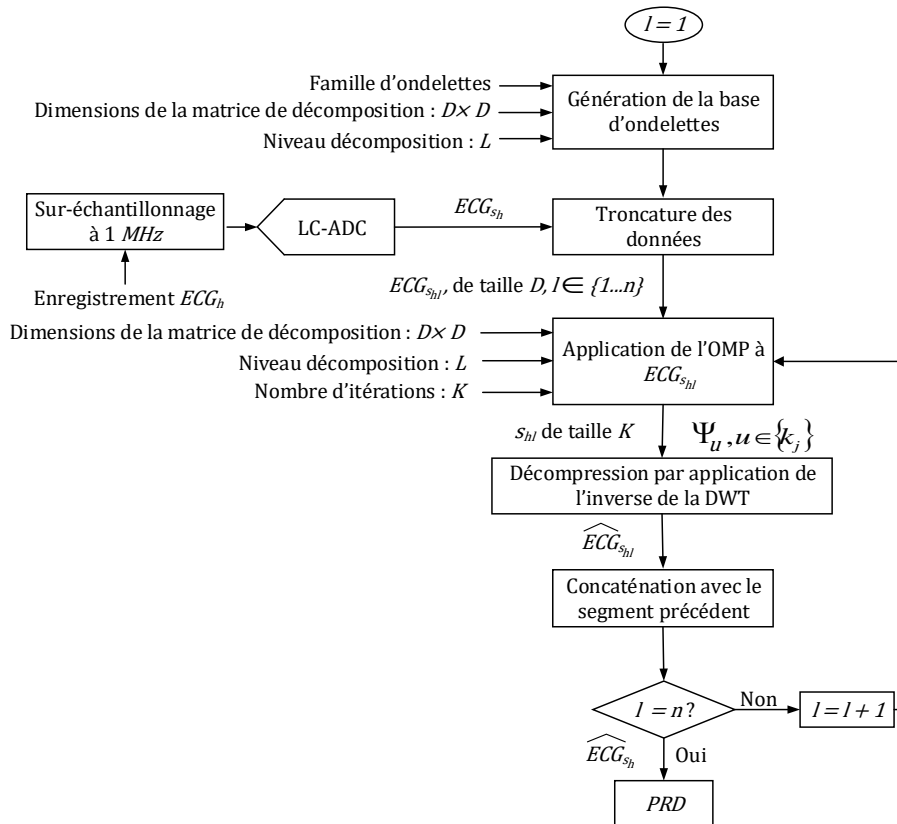 l = 1
Famille d'ondelettes
Dimensions de la matrice de décomposition : D× D
Niveau décomposition : L
Génération de la base
d'ondelettes
Sur-échantillonnage
à 1 MHz
LC-ADC
ECG_{s_h}
Troncature des
données
Enregistrement ECG_h
ECG_{s_{hl}}, de taille D, l ∈ {1...n}
Dimensions de la matrice de décomposition : D× D
Niveau décomposition : L
Nombre d'itérations : K
Application de l'OMP à
ECG_{s_{hl}}
s_{hl} de taille K
Ψ_u , u ∈ {k_j}
Décompression par application de
l'inverse de la DWT
\widehat{ECG}_{s_{hl}}
Concaténation avec le
segment précédent
l = n ?
Non
l = l + 1
\widehat{ECG}_{s_h}
Oui
PRD